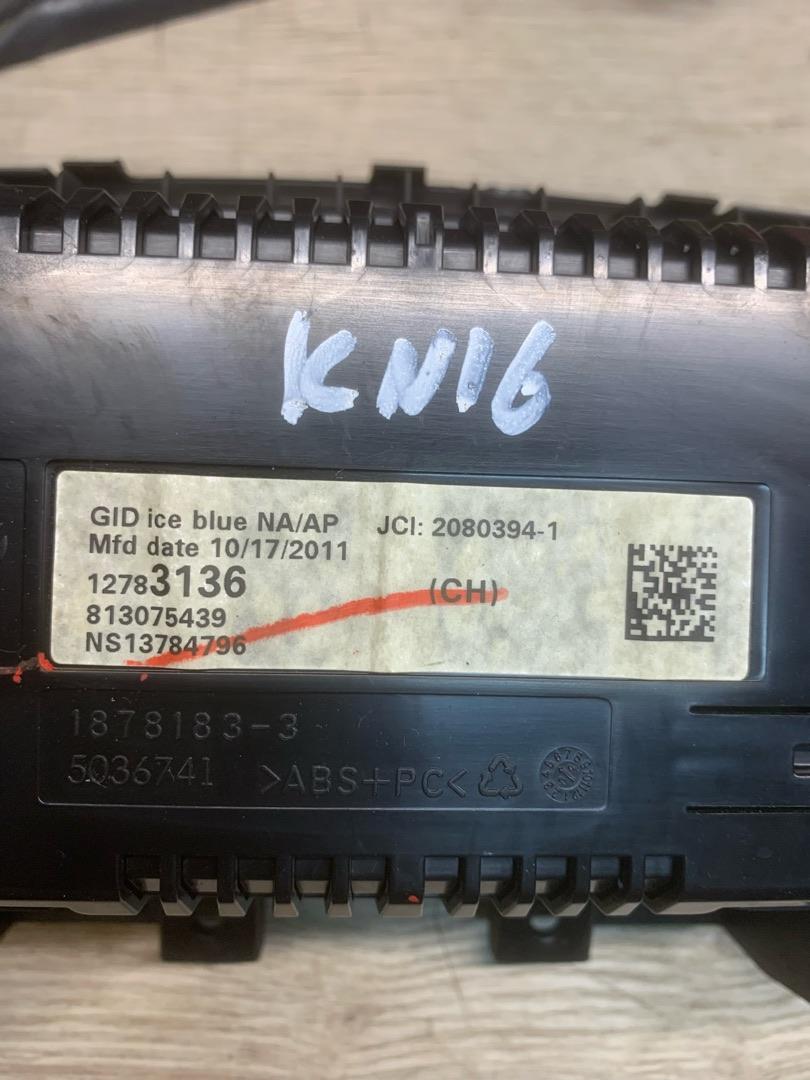 KN16
GID ice blue NA/AP JCI: 2080394-1
Mfd date 10/17/2011
12783136
(CH)
813075439
NS13784796
1878183-3
5036741 >ABS+PC<